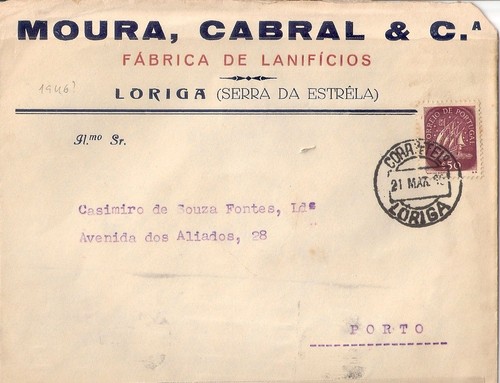 MOURA, CABRAL & C.ᴬ
FÁBRICA DE LANIFÍCIOS
1946?
LORIGA (SERRA DA ESTRÊLA)
CORREIO DE PORTUGAL
Il.mo Sr.
21 MAR
LORIGA
Casimiro de Souza Fontes, Ldª
Avenida dos Aliados, 28
PORTO